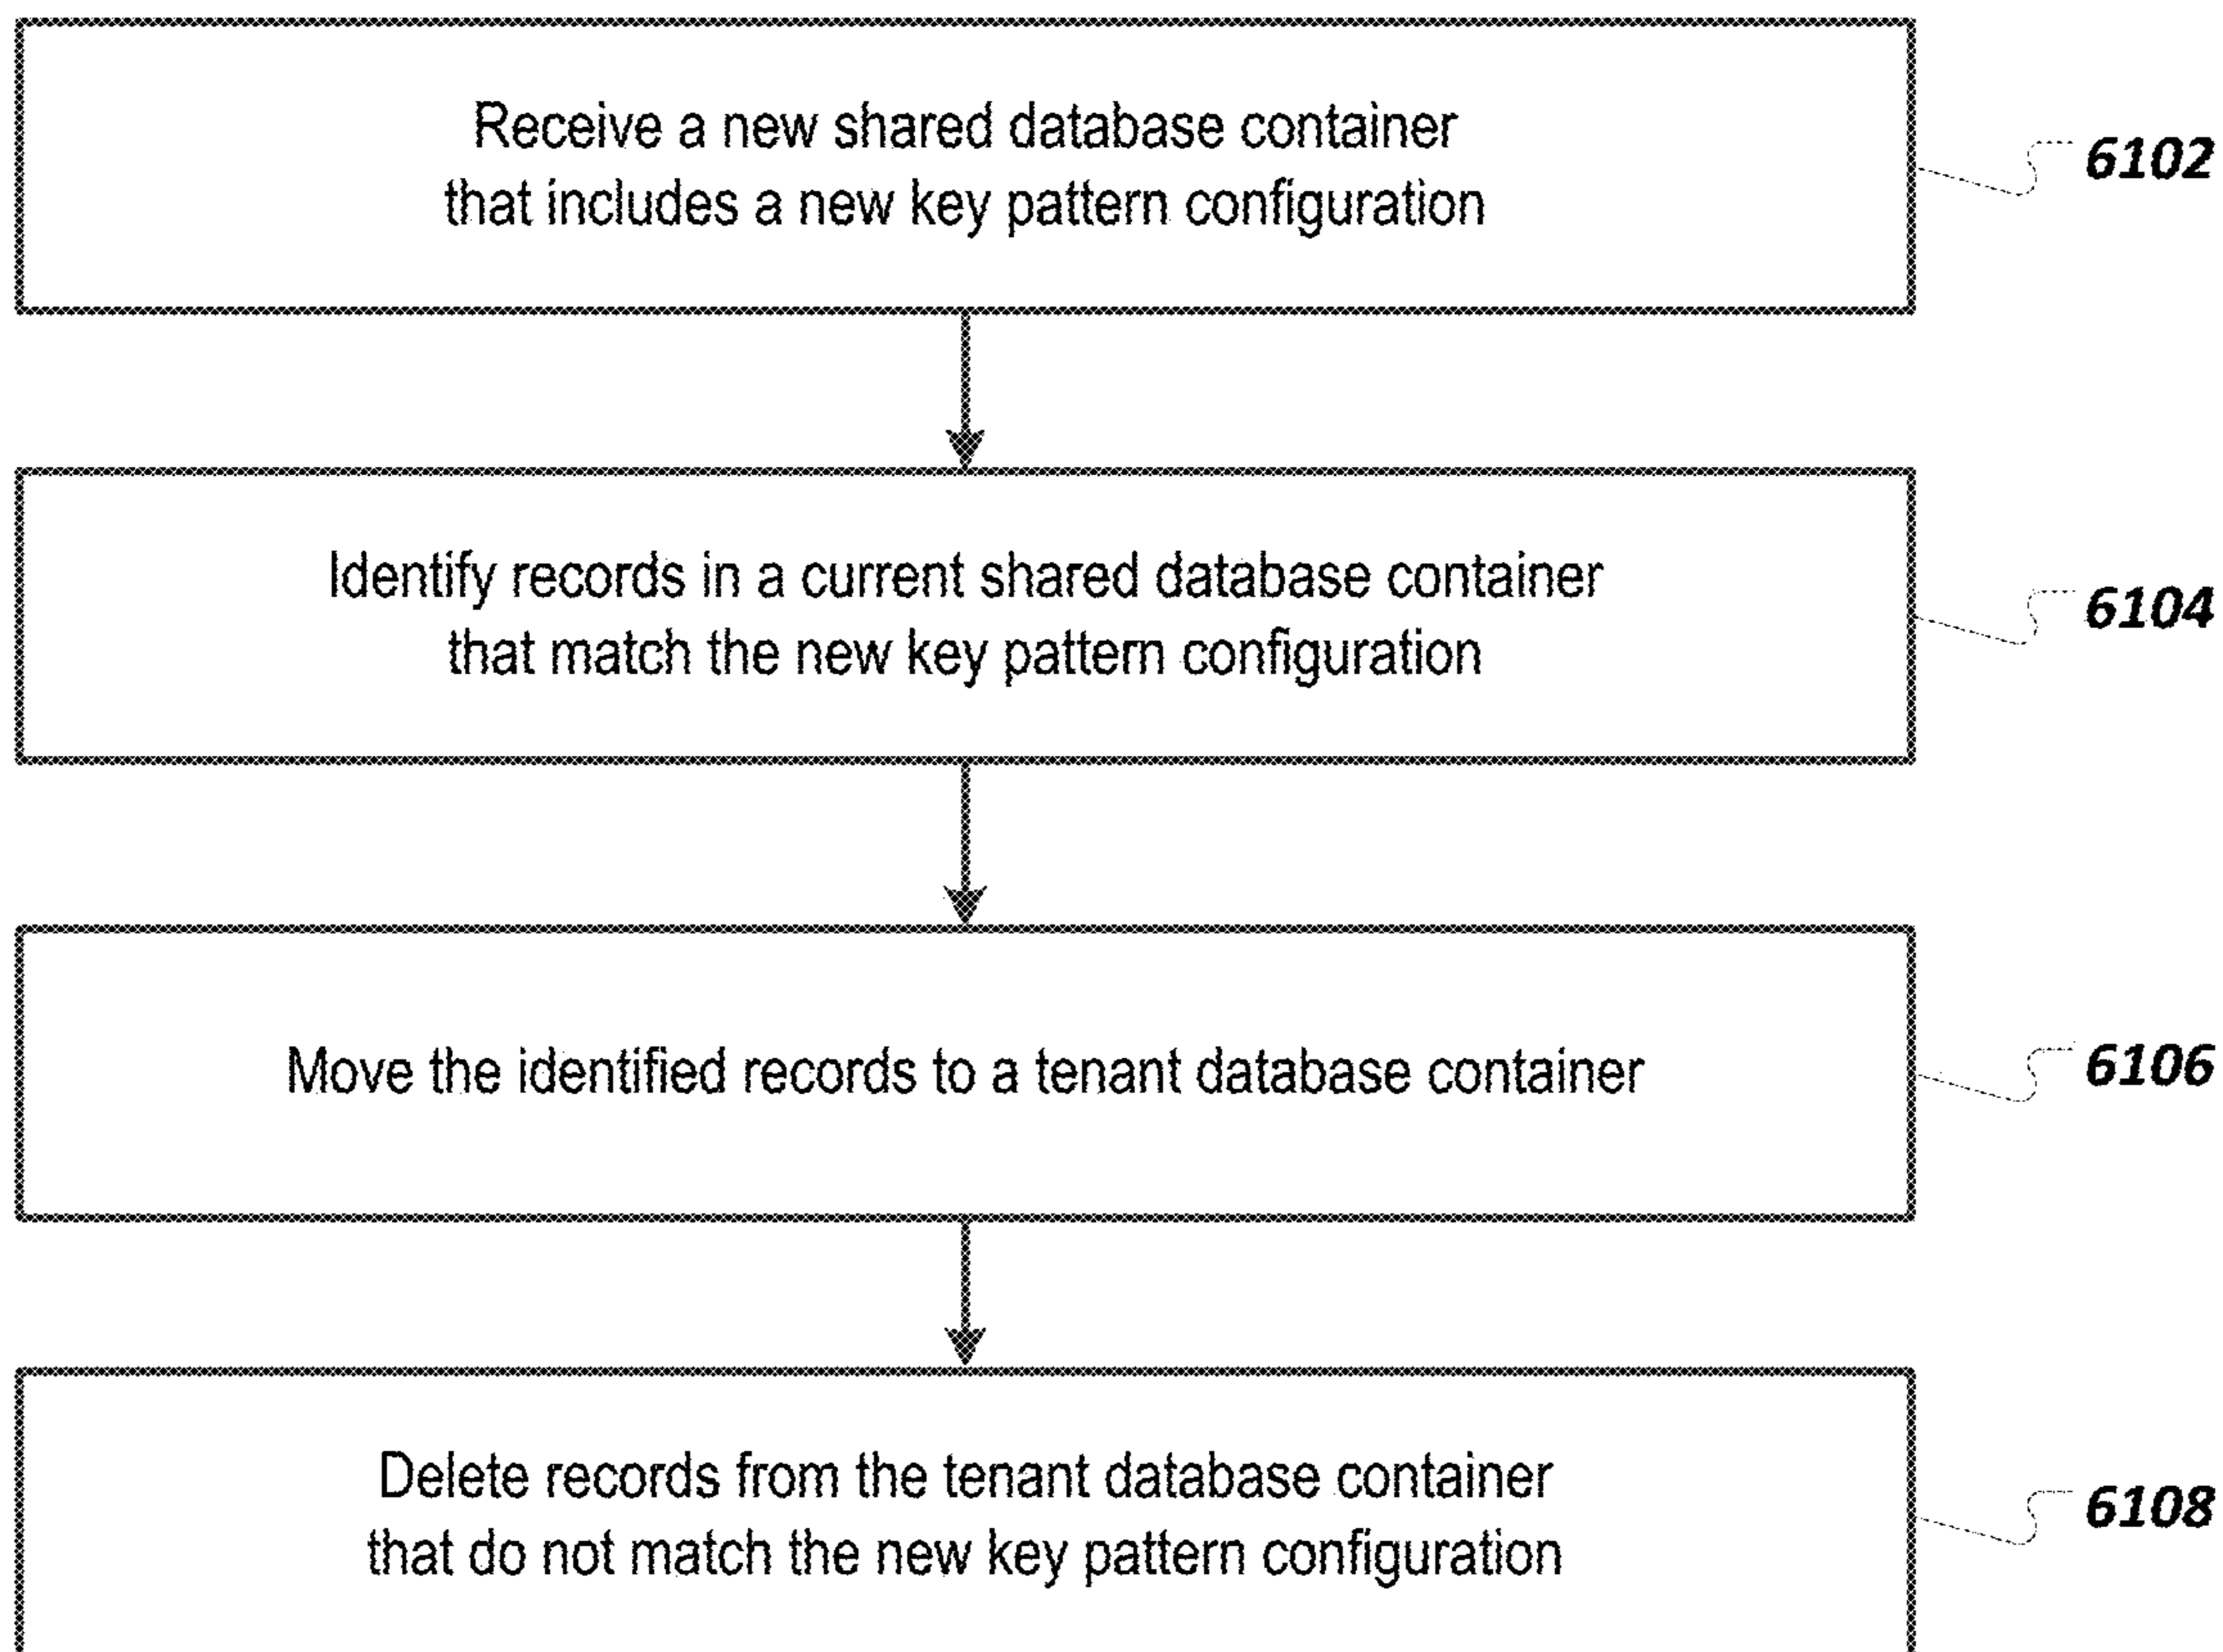 Receive a new shared database container
that includes a new key pattern configuration
6102
Identify records in a current shared database container
that match the new key pattern configuration
6104
Move the identified records to a tenant database container
6106
Delete records from the tenant database container
that do not match the new key pattern configuration
6108